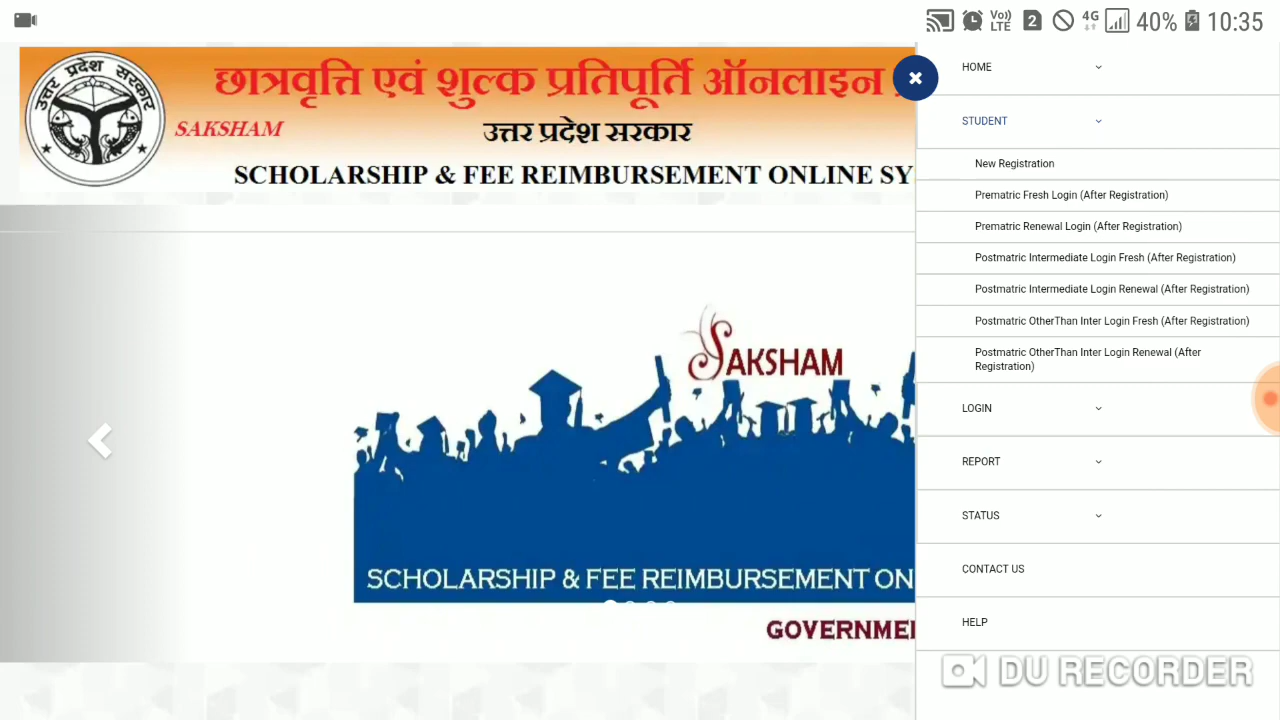 Vo))
LTE
2
4G
40%
10:35
उत्तर प्रदेश सरकार
छात्रवृत्ति एवं शुल्क प्रतिपूर्ति ऑनलाइन
SAKSHAM
उत्तर प्रदेश सरकार
SCHOLARSHIP & FEE REIMBURSEMENT ONLINE SY
SAKSHAM
SCHOLARSHIP & FEE REIMBURSEMENT ON
GOVERNME
HOME
STUDENT
New Registration
Prematric Fresh Login (After Registration)
Prematric Renewal Login (After Registration)
Postmatric Intermediate Login Fresh (After Registration)
Postmatric Intermediate Login Renewal (After Registration)
Postmatric OtherThan Inter Login Fresh (After Registration)
Postmatric OtherThan Inter Login Renewal (After
Registration)
LOGIN
REPORT
STATUS
CONTACT US
HELP
DU RECORDER